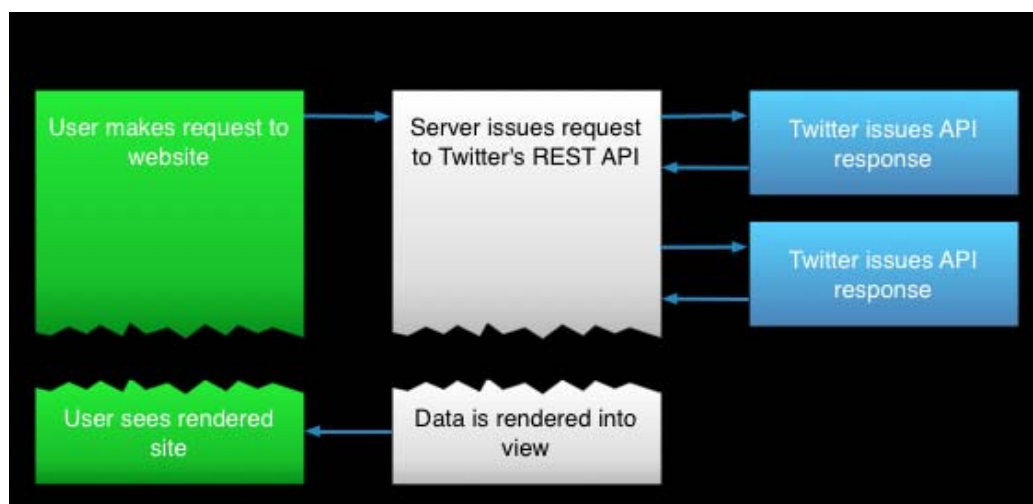 User makes request to
website
Server issues request
to Twitter's REST API
Twitter issues API
response
Twitter issues API
response
User sees rendered
site
Data is rendered into
view